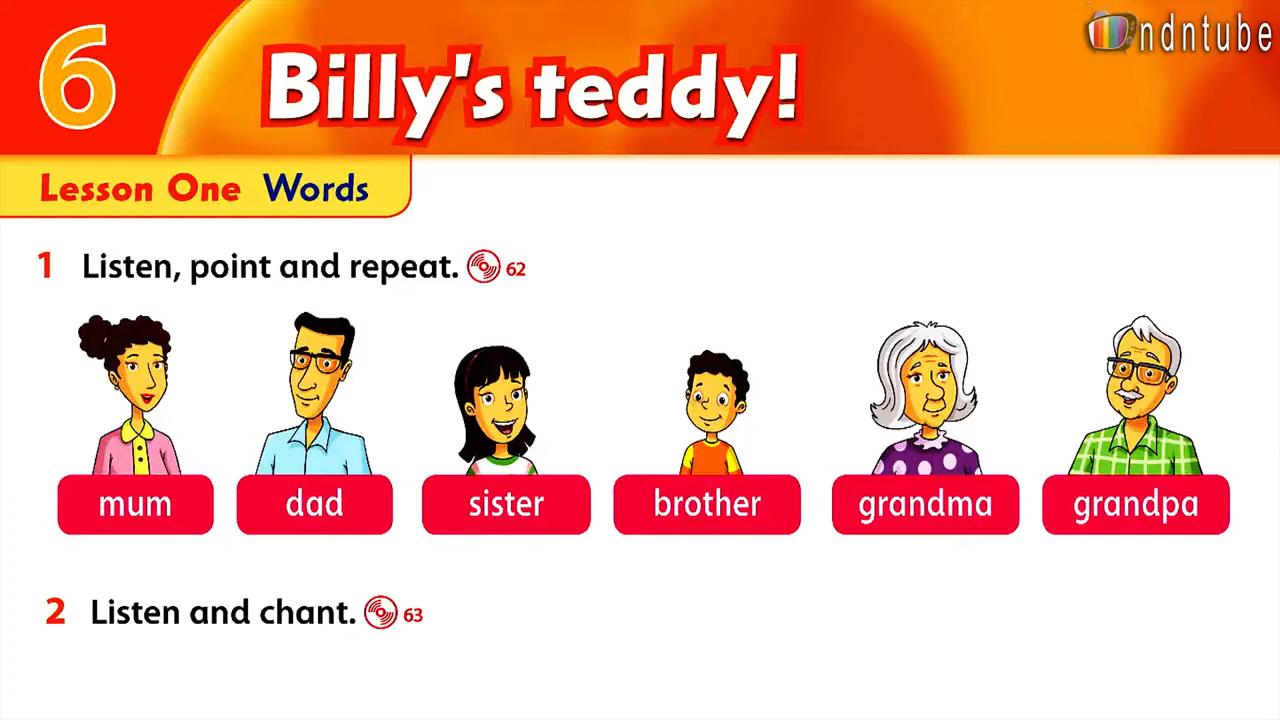 ndntube
6 Billy's teddy!
Lesson One Words
1 Listen, point and repeat. 62
mum dad sister brother grandma grandpa
2 Listen and chant. 63